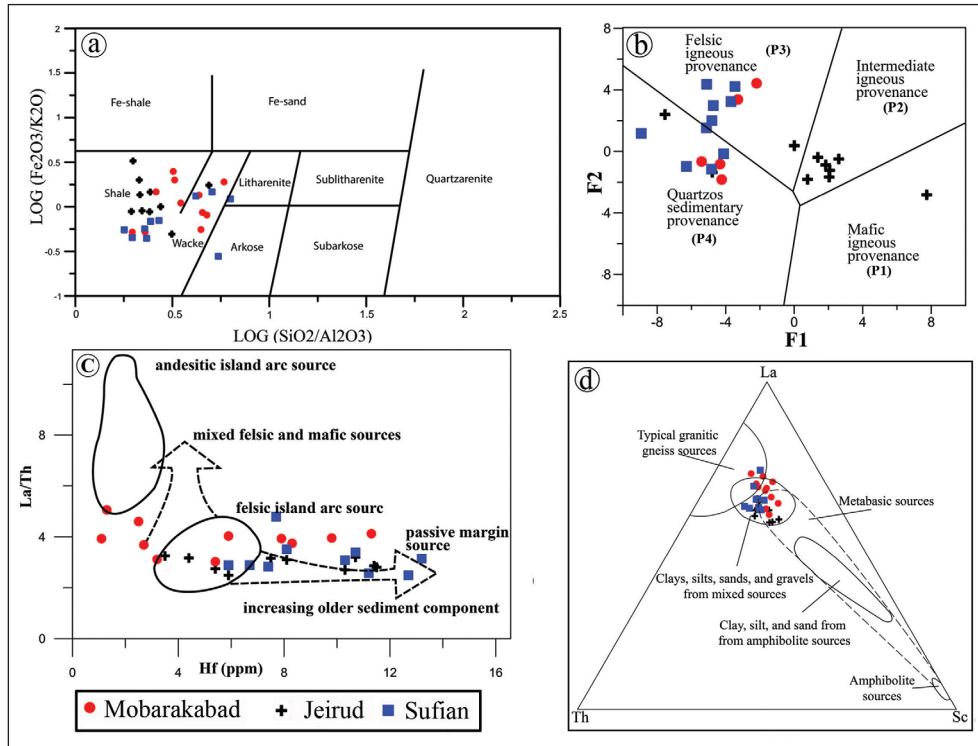 a
LOG (Fe2O3/K2O)
2
1.5
1
0.5
0
-0.5
-1
Fe-shale
Fe-sand
Shale
Litharenite
Sublitharenite
Quartzarenite
Wacke
Arkose
Subarkose
0
0.5
1.0
1.5
2
2.5
LOG (SiO2/Al2O3)
b
F2
8
4
0
-4
-8
Felsic
igneous
provenance
(P3)
Intermediate
igneous
provenance
(P2)
Quartzos
sedimentary
provenance
(P4)
Mafic
igneous
provenance
(P1)
-8
-4
0
4
8
F1
c
La/Th
8
4
0
andesitic island arc source
mixed felsic and mafic sources
felsic island arc sourc
passive margin
source
increasing older sediment component
0
4
8
12
16
Hf (ppm)
Mobarakabad
Jeirud
Sufian
d
La
Typical granitic
gneiss sources
Metabasic sources
Clays, silts, sands, and gravels
from mixed sources
Clay, silt, and sand from
from amphibolite sources
Amphibolite
sources
Th
Sc